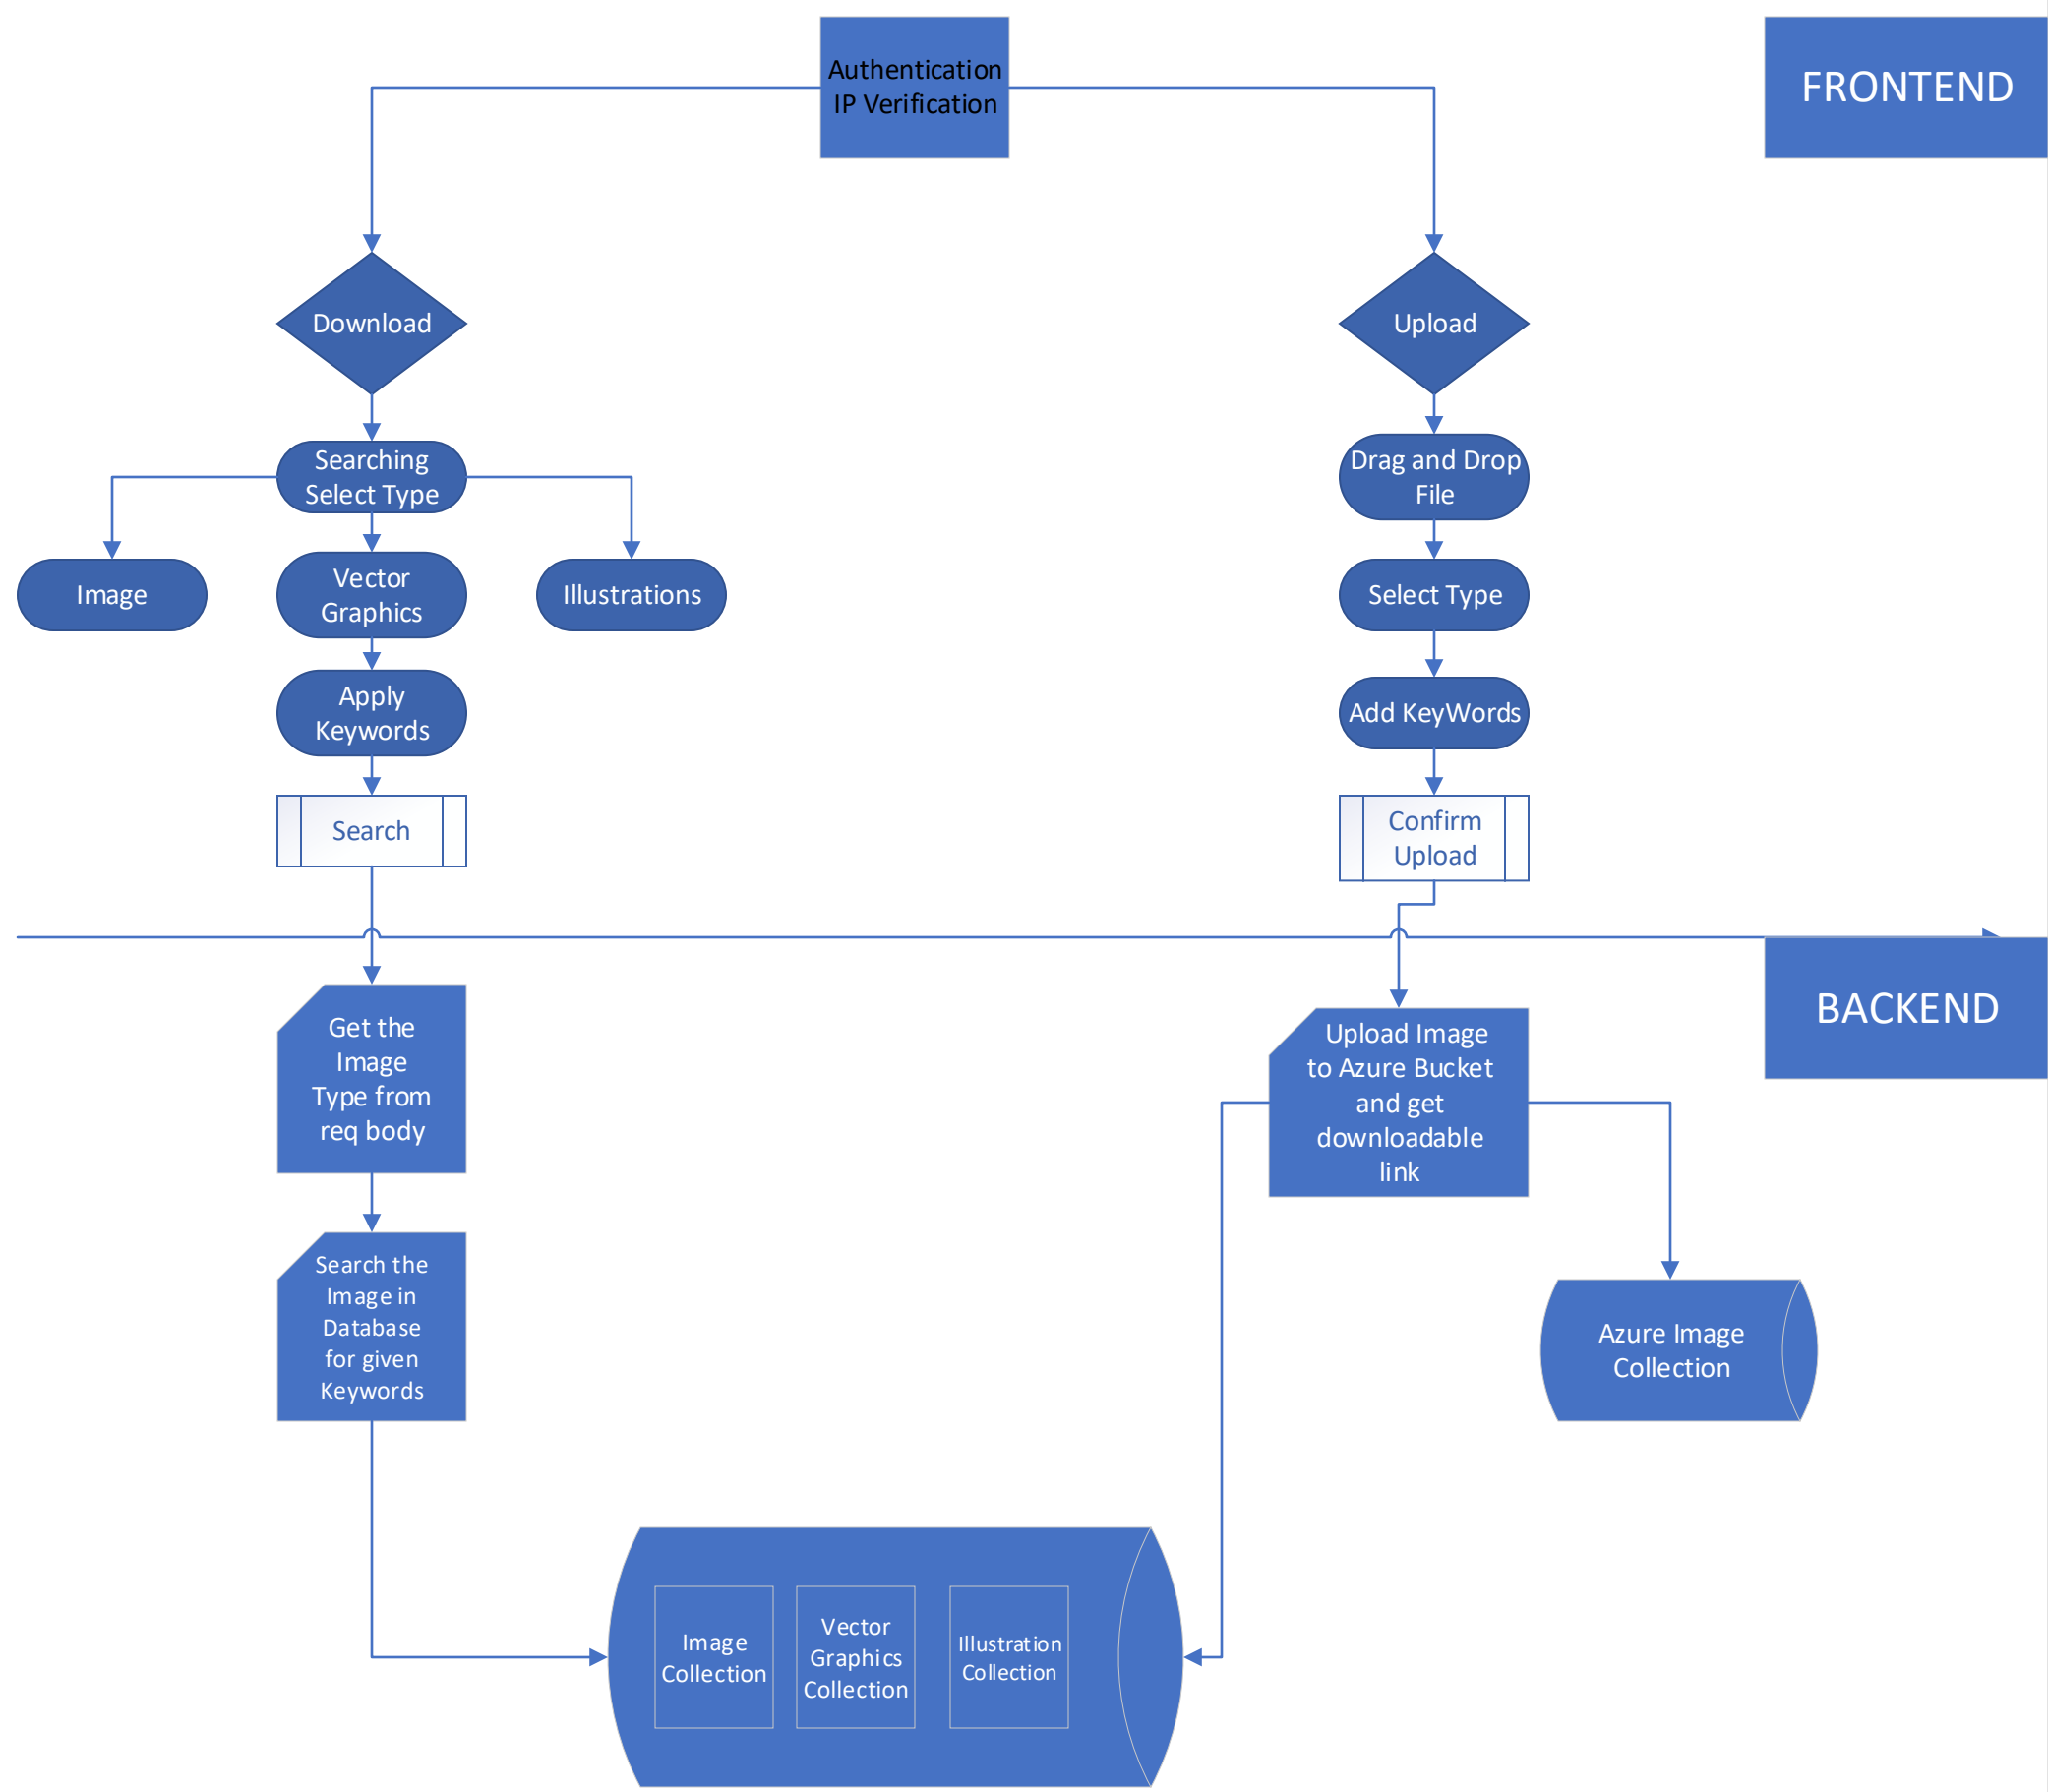 Authentication
IP Verification
FRONTEND
Download
Upload
Searching
Select Type
Drag and Drop
File
Image
Vector
Graphics
Illustrations
Select Type
Apply
Keywords
Add KeyWords
Search
Confirm
Upload
BACKEND
Get the
Image
Type from
req body
Upload Image
to Azure Bucket
and get
downloadable
link
Search the
Image in
Database
for given
Keywords
Azure Image
Collection
Image
Collection
Vector
Graphics
Collection
Illustration
Collection